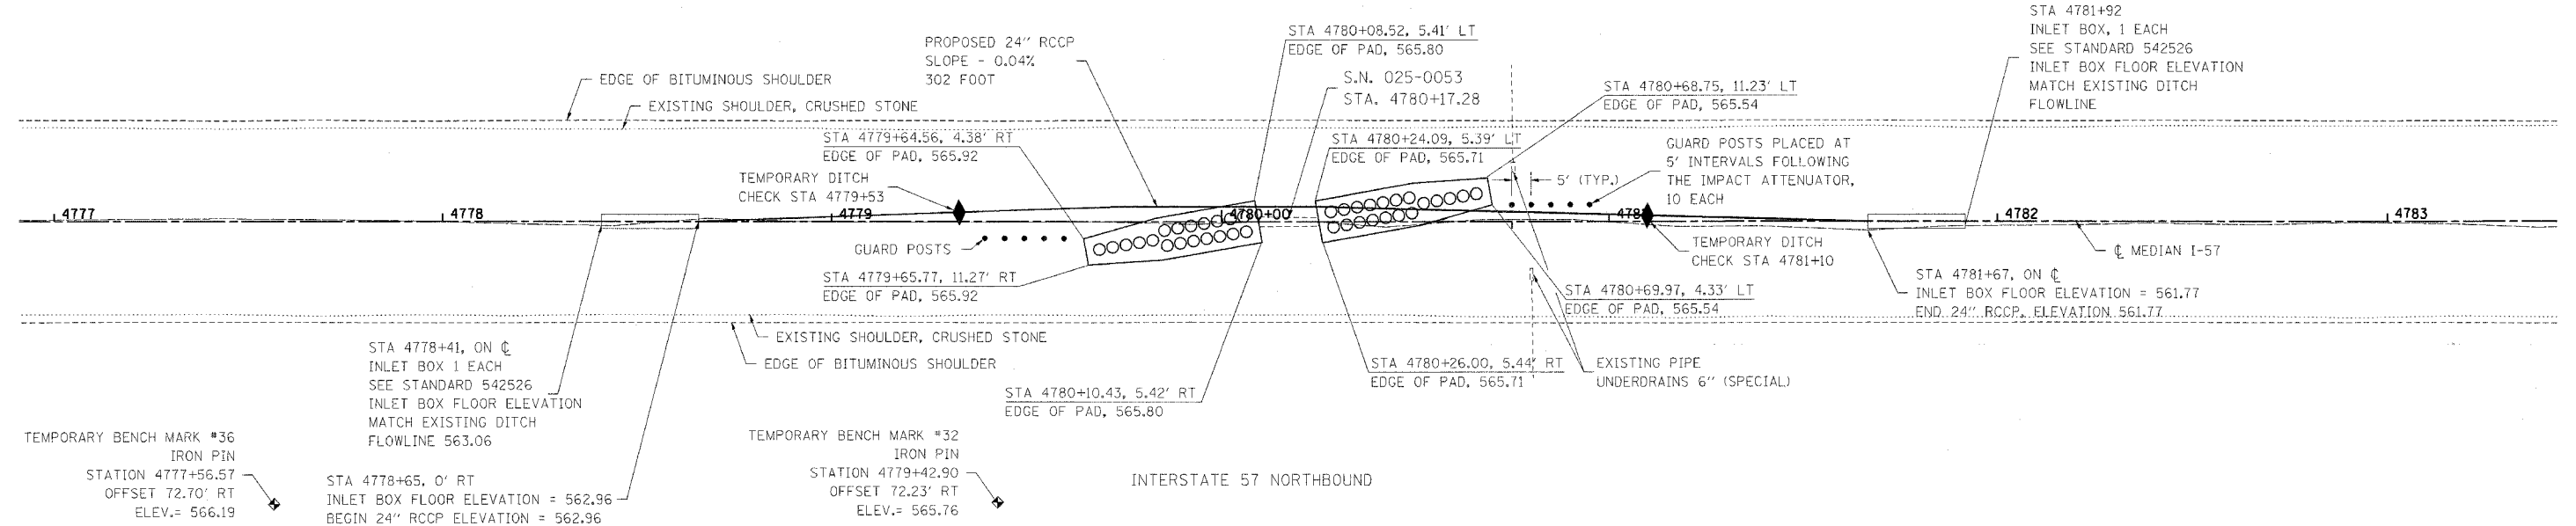 STA 4781+92
INLET BOX, 1 EACH
SEE STANDARD 542526
INLET BOX FLOOR ELEVATION
MATCH EXISTING DITCH
FLOWLINE
STA 4780+08.52, 5.41' LT
EDGE OF PAD, 565.80
PROPOSED 24" RCCP
SLOPE - 0.04%
302 FOOT
EDGE OF BITUMINOUS SHOULDER
EXISTING SHOULDER, CRUSHED STONE
S.N. 025-0053
STA. 4780+17.28
STA 4780+68.75, 11.23' LT
EDGE OF PAD, 565.54
STA 4779+64.56, 4.38' RT
EDGE OF PAD, 565.92
STA 4780+24.09, 5.39' LT
EDGE OF PAD, 565.71
GUARD POSTS PLACED AT
5' INTERVALS FOLLOWING
THE IMPACT ATTENUATOR,
10 EACH
TEMPORARY DITCH
CHECK STA 4779+53
5' (TYP.)
4777
4778
4779
4780+00
4782
4783
GUARD POSTS
TEMPORARY DITCH
CHECK STA 4781+10
℄ MEDIAN I-57
STA 4779+65.77, 11.27' RT
EDGE OF PAD, 565.92
STA 4780+69.97, 4.33' LT
EDGE OF PAD, 565.54
STA 4781+67, ON ℄
INLET BOX FLOOR ELEVATION = 561.77
END 24" RCCP, ELEVATION 561.77
EXISTING SHOULDER, CRUSHED STONE
EDGE OF BITUMINOUS SHOULDER
STA 4778+41, ON ℄
INLET BOX 1 EACH
SEE STANDARD 542526
INLET BOX FLOOR ELEVATION
MATCH EXISTING DITCH
FLOWLINE 563.06
STA 4780+10.43, 5.42' RT
EDGE OF PAD, 565.80
STA 4780+26.00, 5.44' RT
EDGE OF PAD, 565.71
EXISTING PIPE
UNDERDRAINS 6" (SPECIAL)
TEMPORARY BENCH MARK #36
IRON PIN
STATION 4777+56.57
OFFSET 72.70' RT
ELEV.= 566.19
STA 4778+65, 0' RT
INLET BOX FLOOR ELEVATION = 562.96
BEGIN 24" RCCP ELEVATION = 562.96
TEMPORARY BENCH MARK #32
IRON PIN
STATION 4779+42.90
OFFSET 72.23' RT
ELEV.= 565.76
INTERSTATE 57 NORTHBOUND